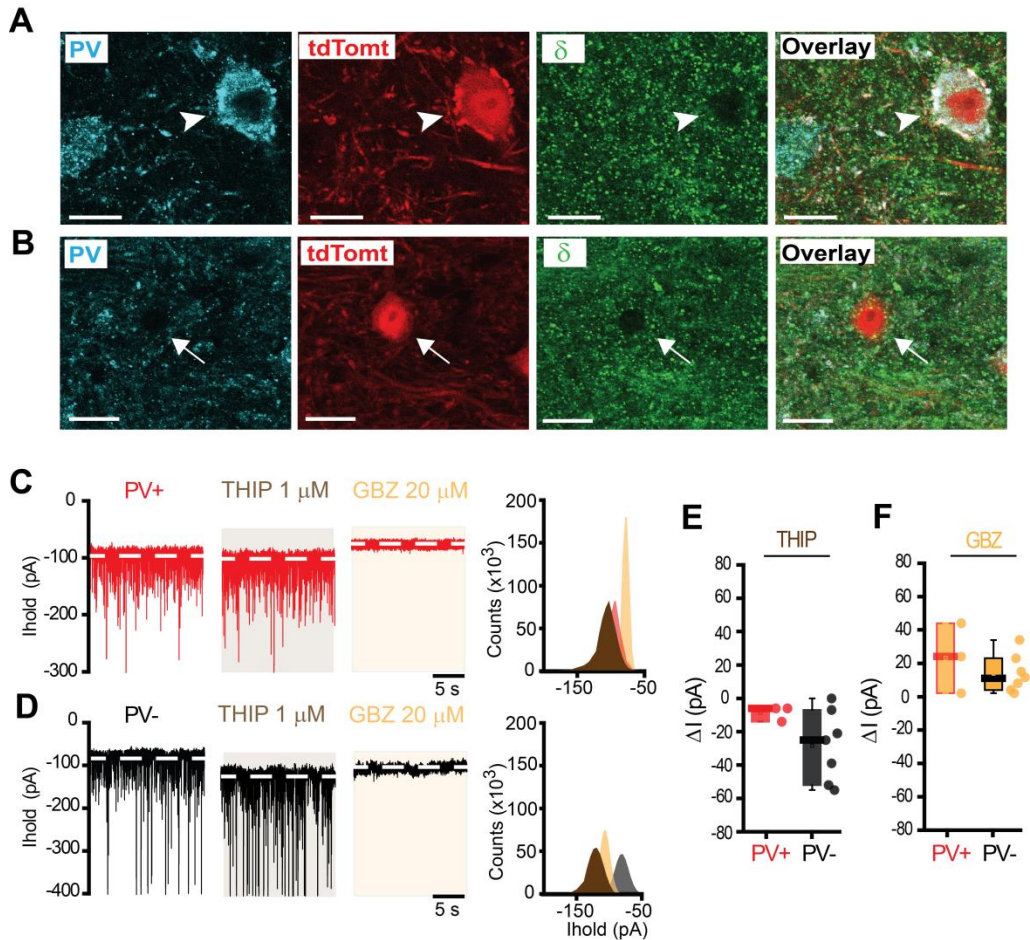 A
PV
tdTomt
δ
Overlay
B
PV
tdTomt
δ
Overlay
C
PV+
THIP 1 μM
GBZ 20 μM
Ihold (pA)
0
-100
-200
-300
5 s
Counts (x10³)
200
150
100
50
0
-150
-50
D
PV-
THIP 1 μM
GBZ 20 μM
Ihold (pA)
0
-100
-200
-300
-400
5 s
Counts (x10³)
200
150
100
50
0
-150
-50
Ihold (pA)
E
THIP
ΔI (pA)
80
60
40
20
0
-20
-40
-60
-80
PV+ PV-
F
GBZ
ΔI (pA)
80
60
40
20
0
-20
-40
-60
-80
PV+ PV-